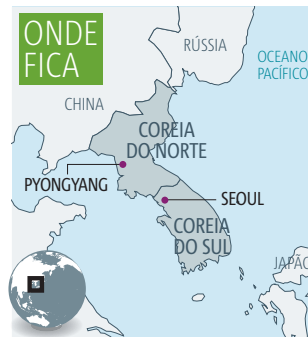 ONDE
FICA
RÚSSIA
OCEANO
PACÍFICO
CHINA
COREIA
DO NORTE
PYONGYANG
SEOUL
COREIA
DO SUL
JAPÃO